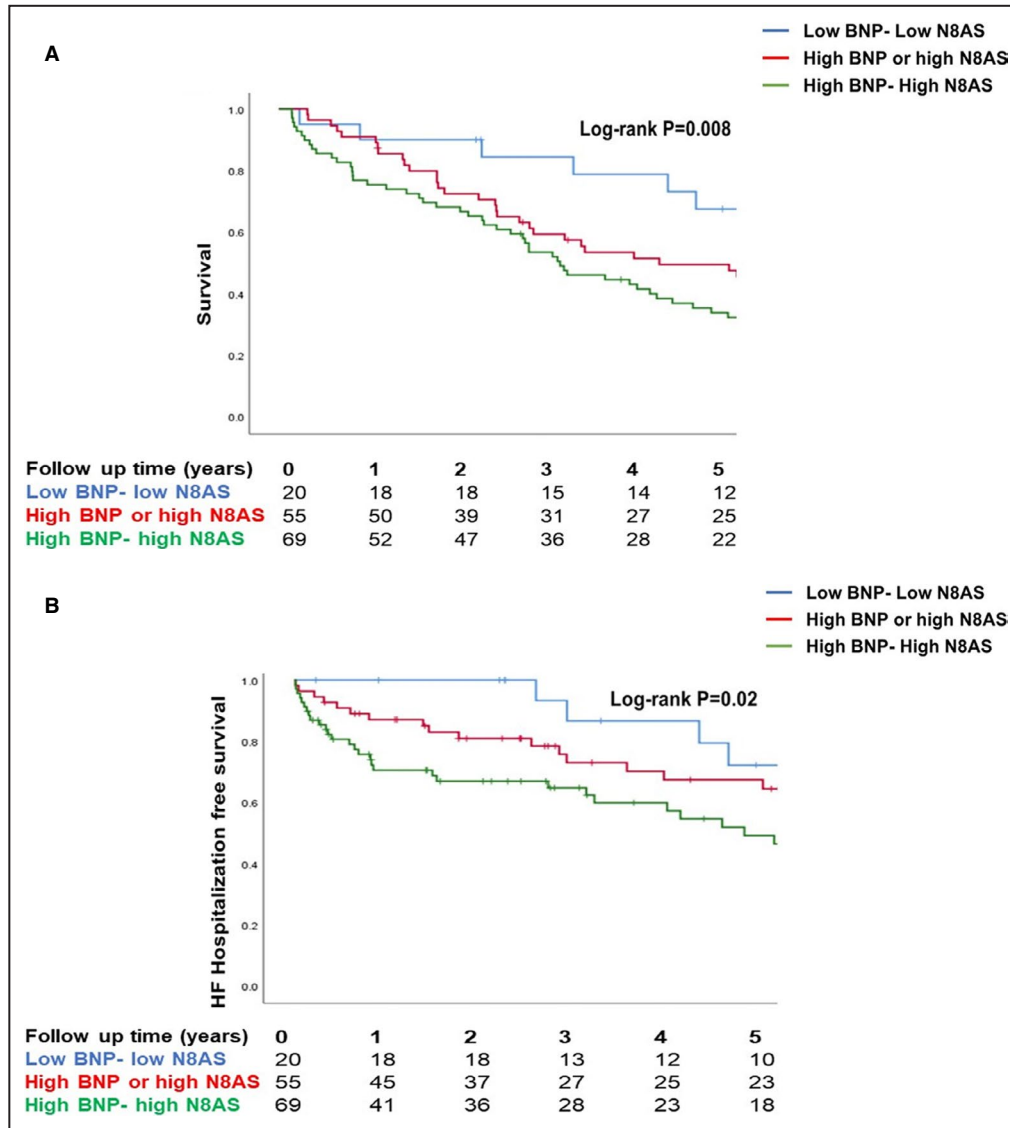 A
Low BNP- Low N8AS
High BNP or high N8AS
High BNP- High N8AS
Log-rank P=0.008
Survival
1.0
0.8
0.6
0.4
0.2
0.0
Follow up time (years) 0 1 2 3 4 5
Low BNP- low N8AS 20 18 18 15 14 12
High BNP or high N8AS 55 50 39 31 27 25
High BNP- high N8AS 69 52 47 36 28 22
B
Low BNP- Low N8AS
High BNP or high N8AS
High BNP- High N8AS
Log-rank P=0.02
HF Hospitalization free survival
1.0
0.8
0.6
0.4
0.2
0.0
Follow up time (years) 0 1 2 3 4 5
Low BNP- low N8AS 20 18 18 13 12 10
High BNP or high N8AS 55 45 37 27 25 23
High BNP- high N8AS 69 41 36 28 23 18